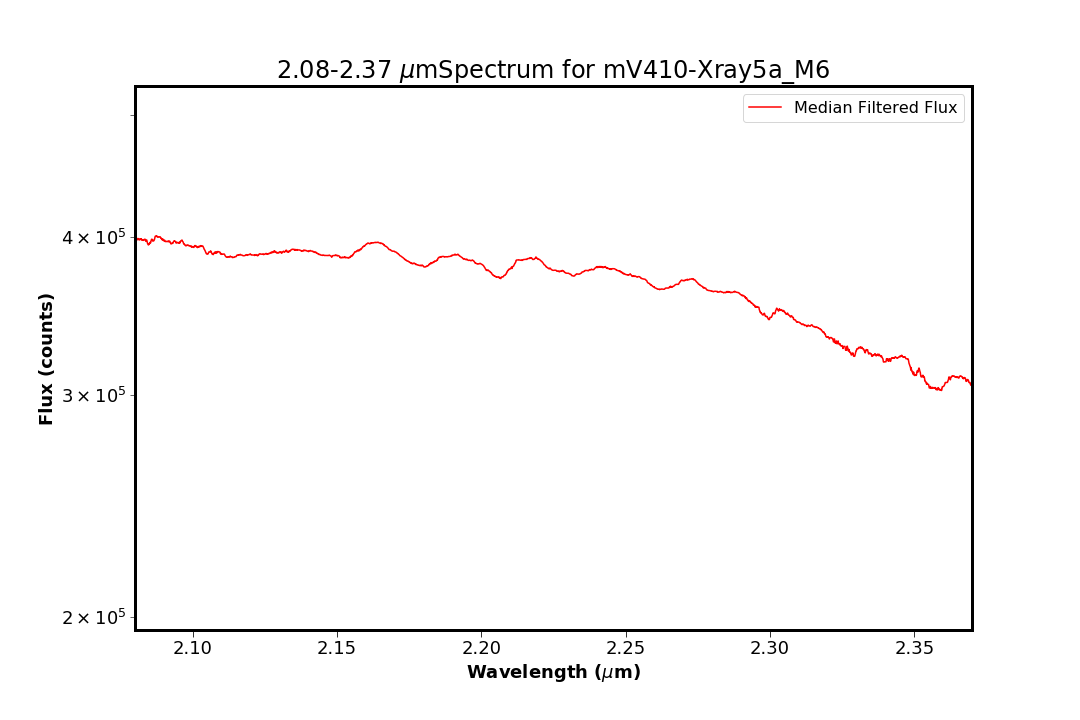 2.08-2.37 μmSpectrum for mV410-Xray5a_M6
Median Filtered Flux
Flux (counts)
4 × 10⁵
3 × 10⁵
2 × 10⁵
2.10 2.15 2.20 2.25 2.30 2.35
Wavelength (μm)